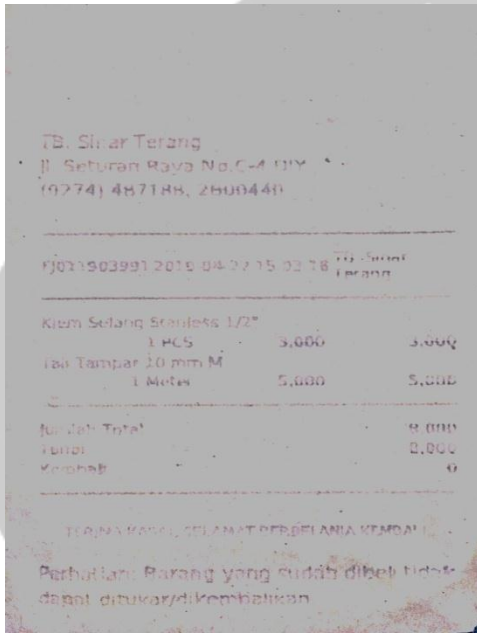 TB. Sinar Terang
Jl. Seturan Raya No.C-4 DIY
(0274) 487188, 2800440
2019-04-27 15:02:18 TB. Sinar
Terang
Klem Selang Stanless 1/2"
1 PCS 3,000 3,000
Tali Tampar 10 mm M
1 Meter 5,000 5,000
Jumlah Total 8,000
Tunai 8,000
Kembali 0
TERIMA KASIH, SELAMAT BERBELANJA KEMBALI
Perhatian: Barang yang sudah dibeli tidak
dapat ditukar/dikembalikan